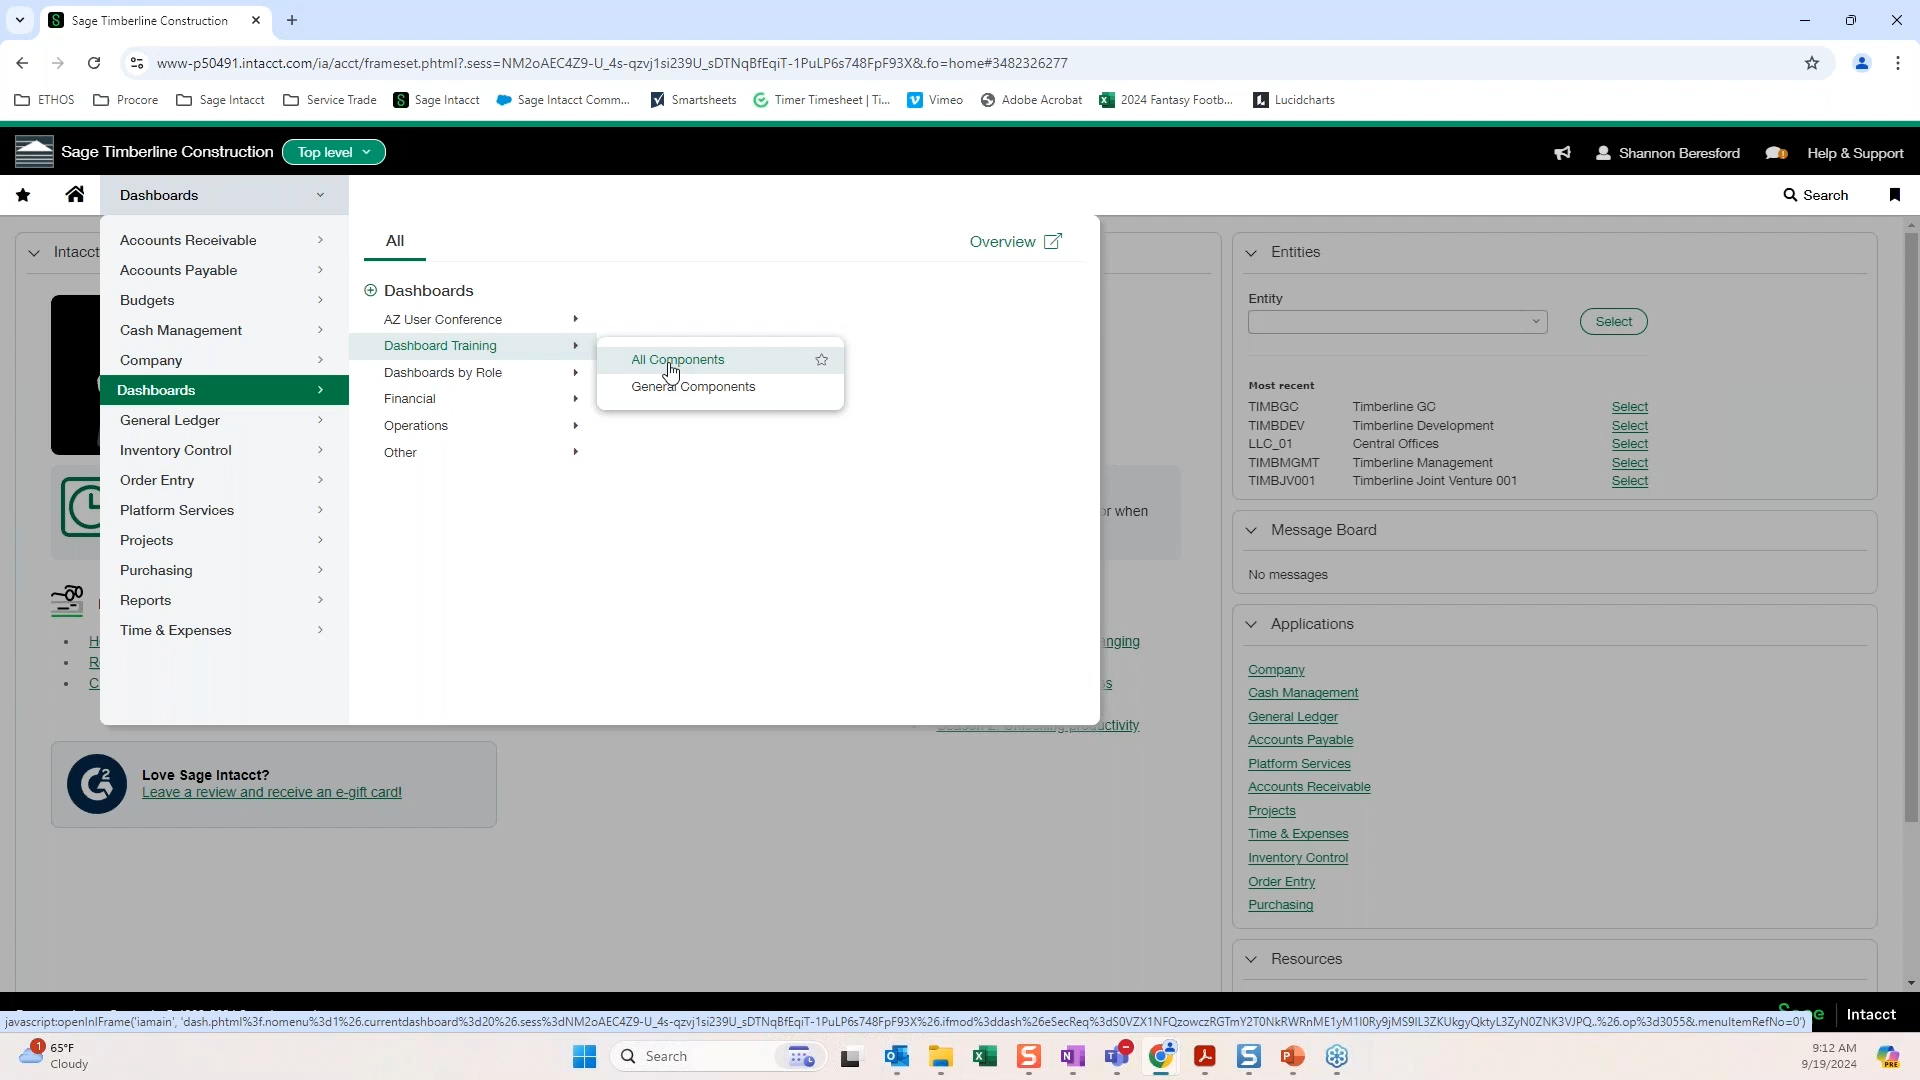 Sage Timberline Construction
www-p50491.intacct.com/ia/acct/frameset.phtml?.sess=NM2oAEC4Z9-U_4s-qzvj1si239U_sDTNqBfEqiT-1PuLP6s748FpF93X&.fo=home#3482326277
ETHOS Procore Sage Intacct Service Trade Sage Intacct Sage Intacct Comm... Smartsheets Timer Timesheet | Ti... Vimeo Adobe Acrobat 2024 Fantasy Footb... Lucidcharts
Sage Timberline Construction Top level Shannon Beresford Help & Support
Dashboards Search
Accounts Receivable
Accounts Payable
Budgets
Cash Management
Company
Dashboards
General Ledger
Inventory Control
Order Entry
Platform Services
Projects
Purchasing
Reports
Time & Expenses
All Overview
Dashboards
AZ User Conference
Dashboard Training
Dashboards by Role
Financial
Operations
Other
All Components
General Components
Intacct
or when
nging
s
Love Sage Intacct?
Leave a review and receive an e-gift card!
Entities
Entity
Select
Most recent
TIMBGC Timberline GC Select
TIMBDEV Timberline Development Select
LLC_01 Central Offices Select
TIMBMGMT Timberline Management Select
TIMBJV001 Timberline Joint Venture 001 Select
Message Board
No messages
Applications
Company
Cash Management
General Ledger
Accounts Payable
Platform Services
Accounts Receivable
Projects
Time & Expenses
Inventory Control
Order Entry
Purchasing
Resources
Intacct
65°F
Cloudy
Search
9:12 AM
9/19/2024